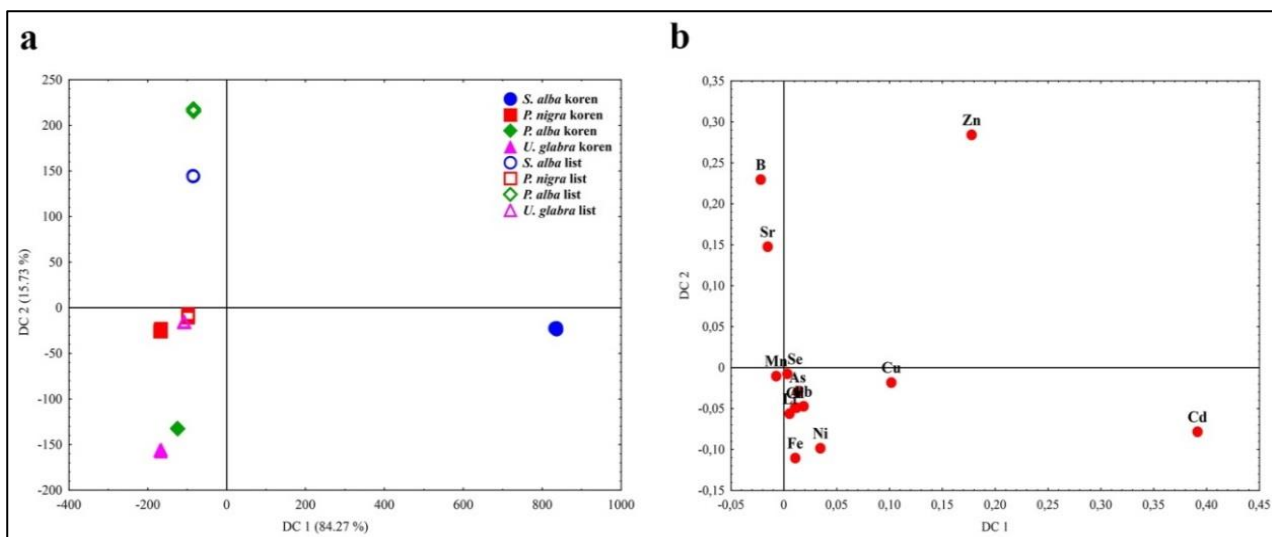 a
250
200
150
100
50
0
-50
-100
-150
-200
DC 2 (15.73 %)
-400 -200 0 200 400 600 800 1000
DC 1 (84.27 %)
S. alba koren
P. nigra koren
P. alba koren
U. glabra koren
S. alba list
P. nigra list
P. alba list
U. glabra list
b
0,35
0,30
0,25
0,20
0,15
0,10
0,05
0
-0,05
-0,10
-0,15
DC 2
-0,05 0 0,05 0,10 0,15 0,20 0,25 0,30 0,35 0,40 0,45
DC 1
Zn
B
Sr
Mn Se
Cu
As
Li
Fe Ni
Cd